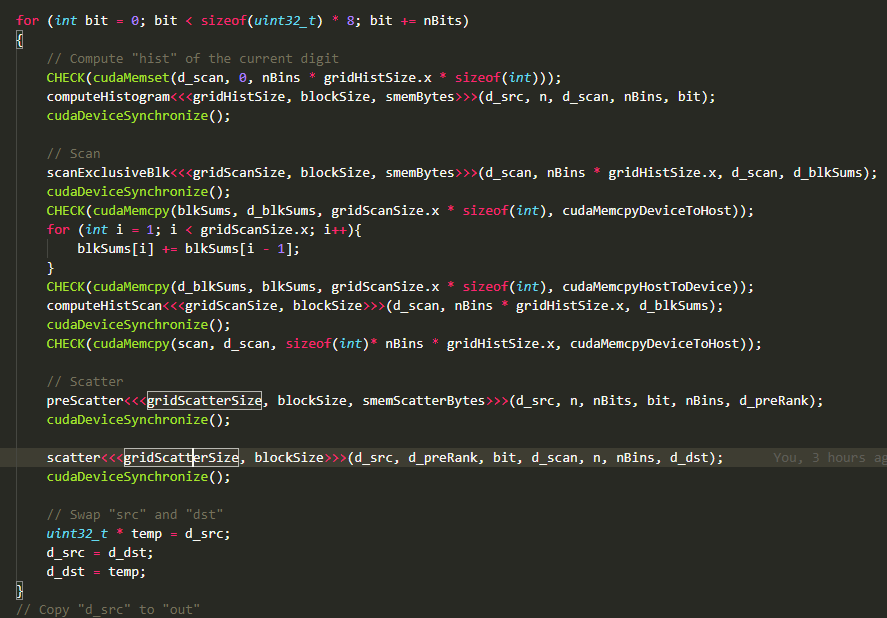 for (int bit = 0; bit < sizeof(uint32_t) * 8; bit += nBits)
{
// Compute "hist" of the current digit
CHECK(cudaMemset(d_scan, 0, nBins * gridHistSize.x * sizeof(int)));
computeHistogram<<<gridHistSize, blockSize, smemBytes>>>(d_src, n, d_scan, nBins, bit);
cudaDeviceSynchronize();
// Scan
scanExclusiveBlk<<<gridScanSize, blockSize, smemBytes>>>(d_scan, nBins * gridHistSize.x, d_scan, d_blkSums);
cudaDeviceSynchronize();
CHECK(cudaMemcpy(blkSums, d_blkSums, gridScanSize.x * sizeof(int), cudaMemcpyDeviceToHost));
for (int i = 1; i < gridScanSize.x; i++){
blkSums[i] += blkSums[i - 1];
}
CHECK(cudaMemcpy(d_blkSums, blkSums, gridScanSize.x * sizeof(int), cudaMemcpyHostToDevice));
computeHistScan<<<gridScanSize, blockSize>>>(d_scan, nBins * gridHistSize.x, d_blkSums);
cudaDeviceSynchronize();
CHECK(cudaMemcpy(scan, d_scan, sizeof(int)* nBins * gridHistSize.x, cudaMemcpyDeviceToHost));
// Scatter
preScatter<<<gridScatterSize, blockSize, smemScatterBytes>>>(d_src, n, nBits, bit, nBins, d_preRank);
cudaDeviceSynchronize();
scatter<<<gridScatterSize, blockSize>>>(d_src, d_preRank, bit, d_scan, n, nBins, d_dst); You, 3 hours ag
cudaDeviceSynchronize();
// Swap "src" and "dst"
uint32_t * temp = d_src;
d_src = d_dst;
d_dst = temp;
}
// Copy "d_src" to "out"